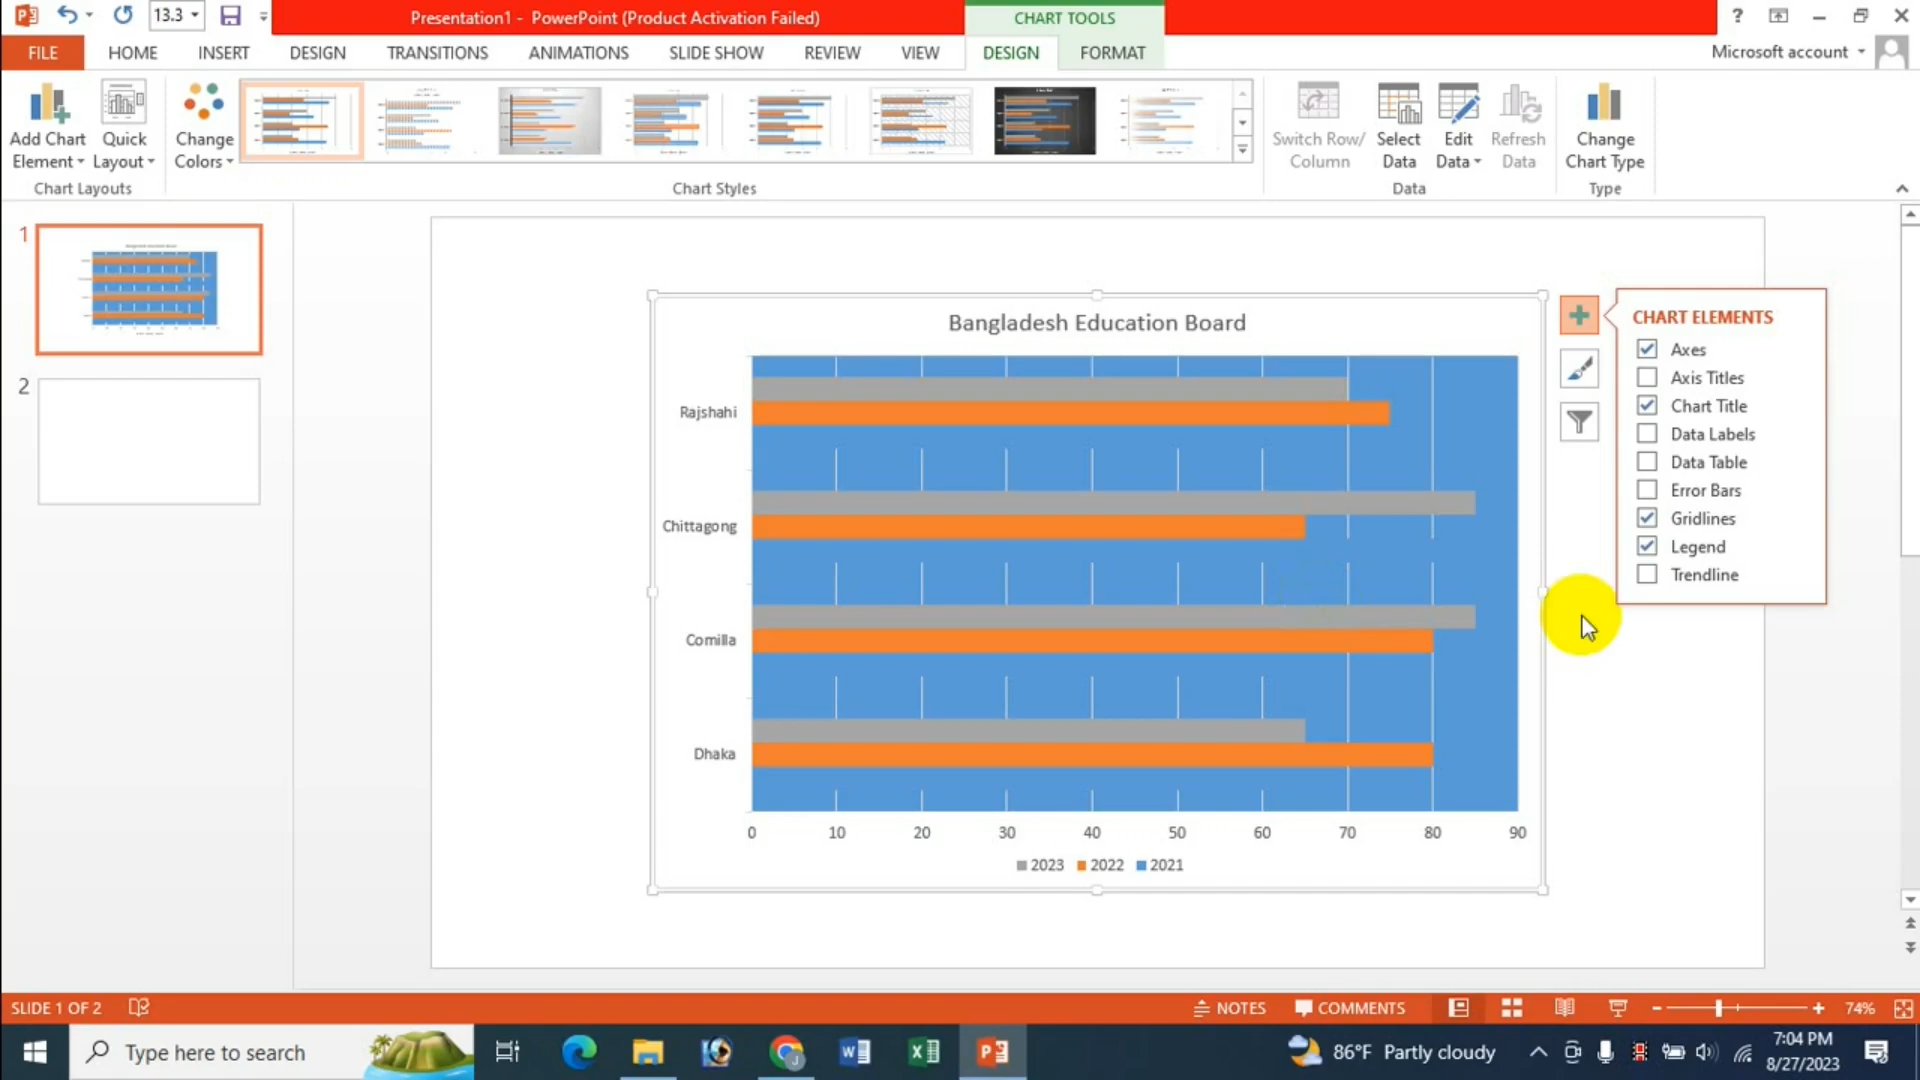 13.3
Presentation1 - PowerPoint (Product Activation Failed)
CHART TOOLS
?
FILE HOME INSERT DESIGN TRANSITIONS ANIMATIONS SLIDE SHOW REVIEW VIEW DESIGN FORMAT Microsoft account
Add Chart Element
Quick Layout
Change Colors
Switch Row/ Column
Select Data
Edit Data
Refresh Data
Change Chart Type
Chart Layouts
Chart Styles
Data
Type
1
2
Bangladesh Education Board
Rajshahi
Chittagong
Comilla
Dhaka
0 10 20 30 40 50 60 70 80 90
2023 2022 2021
CHART ELEMENTS
Axes
Axis Titles
Chart Title
Data Labels
Data Table
Error Bars
Gridlines
Legend
Trendline
SLIDE 1 OF 2 NOTES COMMENTS 74%
Type here to search
86°F Partly cloudy
7:04 PM
8/27/2023